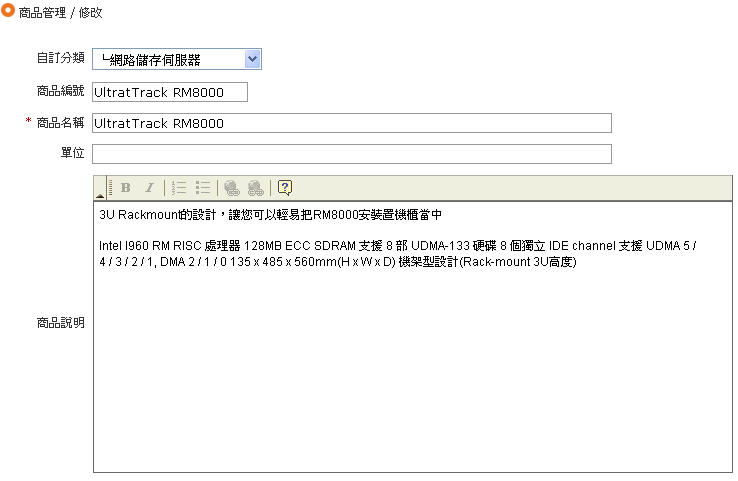 商品管理 / 修改
自訂分類 └網路儲存伺服器
商品編號 UltratTrack RM8000
* 商品名稱 UltratTrack RM8000
單位
B I ?
3U Rackmount的設計，讓您可以輕易把RM8000安裝置機櫃當中
Intel I960 RM RISC 處理器 128MB ECC SDRAM 支援 8 部 UDMA-133 硬碟 8 個獨立 IDE channel 支援 UDMA 5 /
4 / 3 / 2 / 1, DMA 2 / 1 / 0 135 x 485 x 560mm(H x W x D) 機架型設計(Rack-mount 3U高度)
商品說明